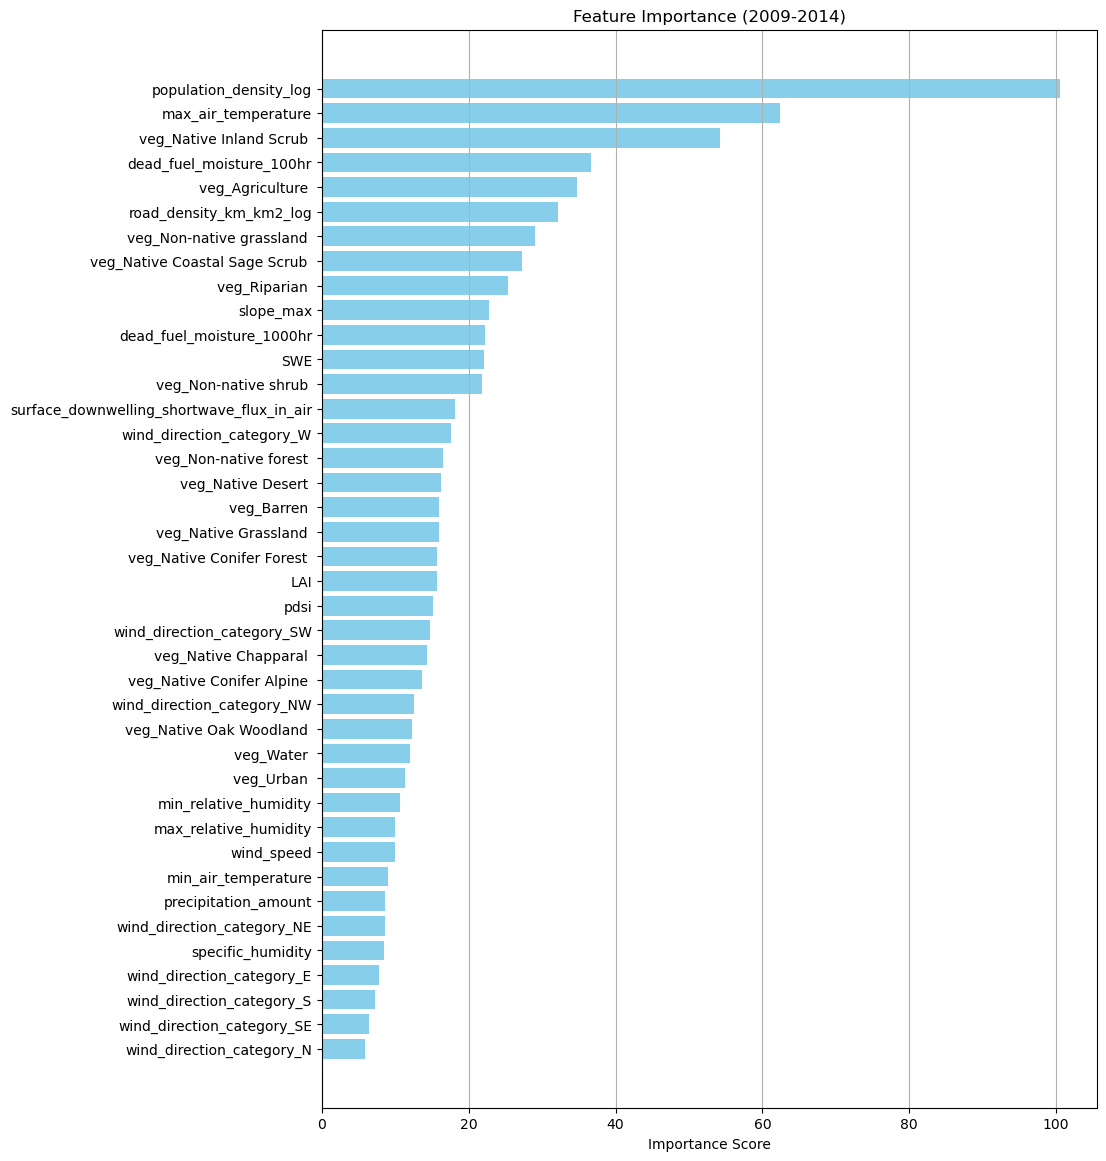 Feature Importance (2009-2014)
population_density_log
max_air_temperature
veg_Native Inland Scrub
dead_fuel_moisture_100hr
veg_Agriculture
road_density_km_km2_log
veg_Non-native grassland
veg_Native Coastal Sage Scrub
veg_Riparian
slope_max
dead_fuel_moisture_1000hr
SWE
veg_Non-native shrub
surface_downwelling_shortwave_flux_in_air
wind_direction_category_W
veg_Non-native forest
veg_Native Desert
veg_Barren
veg_Native Grassland
veg_Native Conifer Forest
LAI
pdsi
wind_direction_category_SW
veg_Native Chapparal
veg_Native Conifer Alpine
wind_direction_category_NW
veg_Native Oak Woodland
veg_Water
veg_Urban
min_relative_humidity
max_relative_humidity
wind_speed
min_air_temperature
precipitation_amount
wind_direction_category_NE
specific_humidity
wind_direction_category_E
wind_direction_category_S
wind_direction_category_SE
wind_direction_category_N
0 20 40 60 80 100
Importance Score